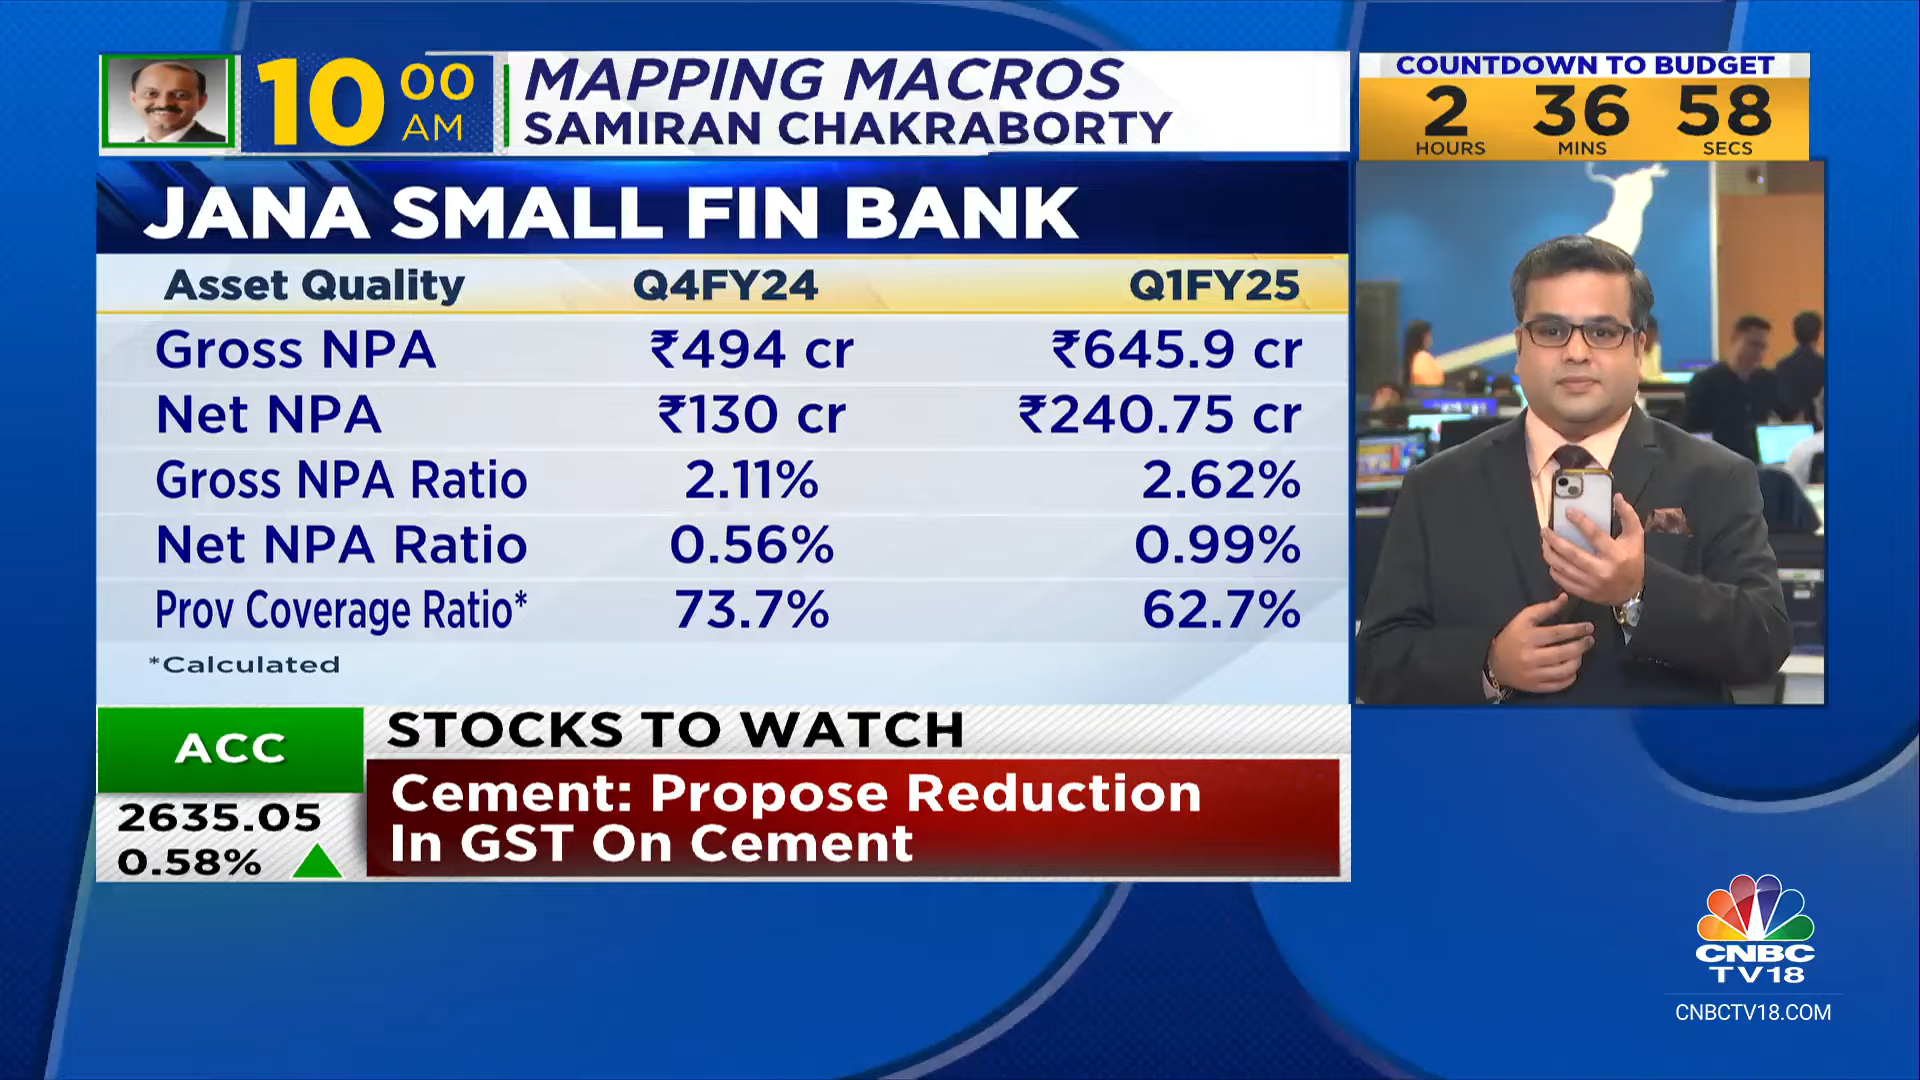 10 00 AM
MAPPING MACROS
SAMIRAN CHAKRABORTY
COUNTDOWN TO BUDGET
2 36 58
HOURS MINS SECS
JANA SMALL FIN BANK
Asset Quality Q4FY24 Q1FY25
Gross NPA ₹494 cr ₹645.9 cr
Net NPA ₹130 cr ₹240.75 cr
Gross NPA Ratio 2.11% 2.62%
Net NPA Ratio 0.56% 0.99%
Prov Coverage Ratio* 73.7% 62.7%
*Calculated
ACC
2635.05
0.58%
STOCKS TO WATCH
Cement: Propose Reduction
In GST On Cement
CNBC
TV18
CNBCTV18.COM